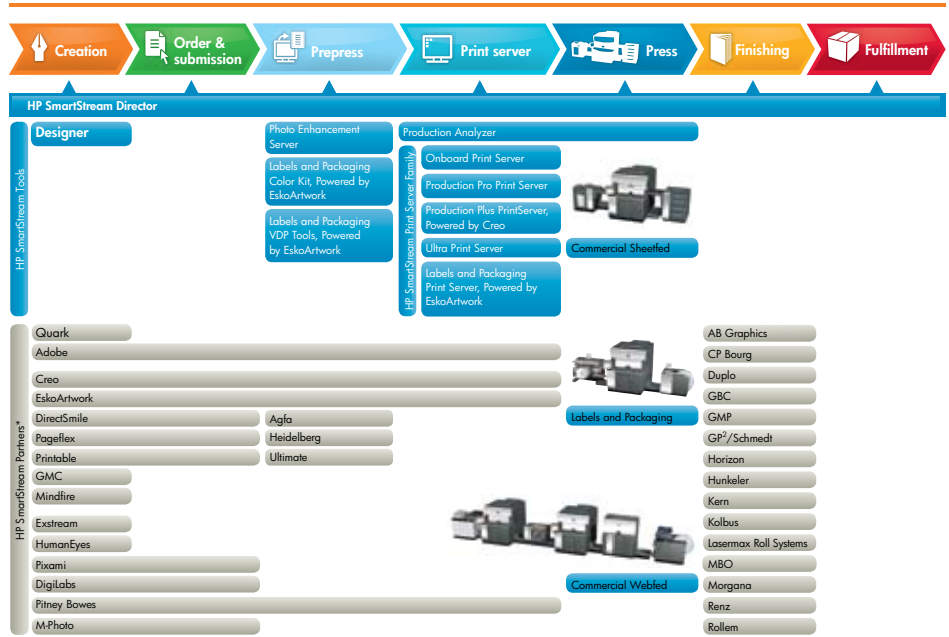 Creation
Order &
submission
Prepress
Print server
Press
Finishing
Fulfillment
HP SmartStream Director
HP SmartStream Tools
Designer
Photo Enhancement
Server
Labels and Packaging
Color Kit, Powered by
EskoArtwork
Labels and Packaging
VDP Tools, Powered
by EskoArtwork
Production Analyzer
HP SmartStream Print Server Family
Onboard Print Server
Production Pro Print Server
Production Plus PrintServer,
Powered by Creo
Ultra Print Server
Labels and Packaging
Print Server, Powered by
EskoArtwork
Commercial Sheetfed
HP SmartStream Partners*
Quark
Adobe
Creo
EskoArtwork
DirectSmile
Pageflex
Printable
GMC
Mindfire
Exstream
HumanEyes
Pixami
DigiLabs
Pitney Bowes
M-Photo
Agfa
Heidelberg
Ultimate
Labels and Packaging
Commercial Webfed
AB Graphics
CP Bourg
Duplo
GBC
GMP
GP²/Schmedt
Horizon
Hunkeler
Kern
Kolbus
Lasermax Roll Systems
MBO
Morgana
Renz
Rollem